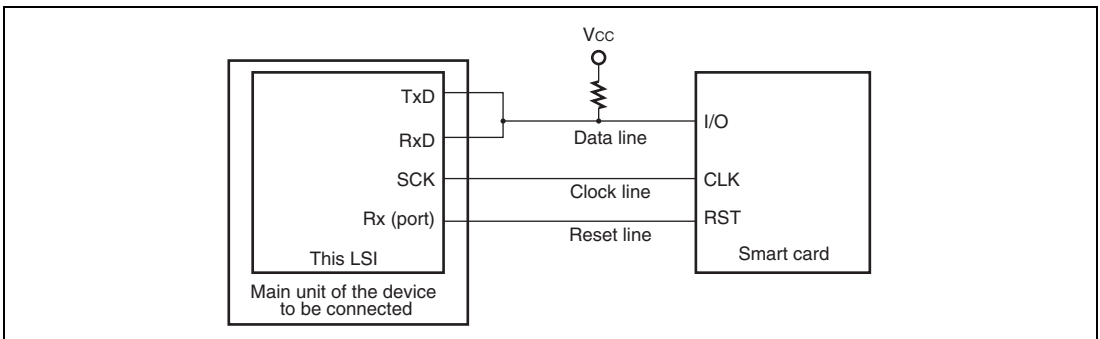 Vcc
TxD
I/O
RxD
Data line
SCK
CLK
Clock line
Rx (port)
RST
Reset line
This LSI
Smart card
Main unit of the device
to be connected